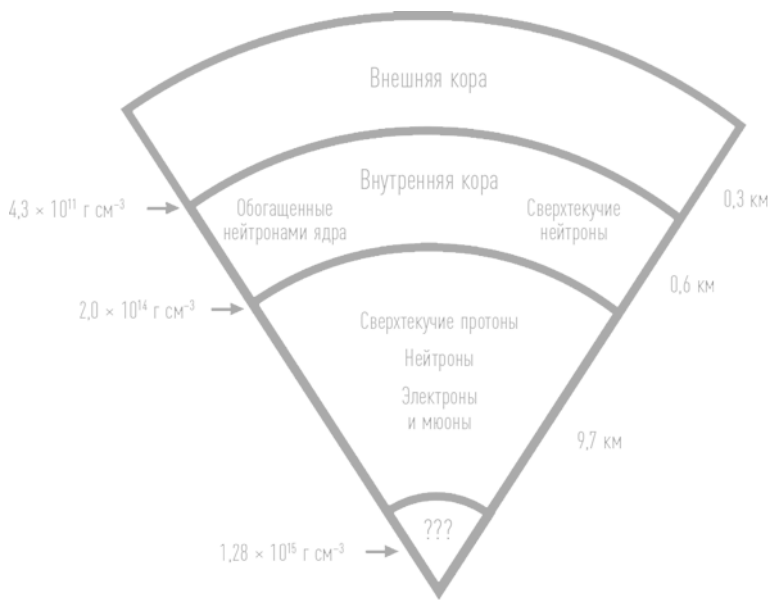 Внешняя кора
Внутренняя кора
0,3 км
4,3 × 10¹¹ г см⁻³
Обогащенные
нейтронами ядра
Сверхтекучие
нейтроны
0,6 км
2,0 × 10¹⁴ г см⁻³
Сверхтекучие протоны
Нейтроны
Электроны
и мюоны
9,7 км
???
1,28 × 10¹⁵ г см⁻³